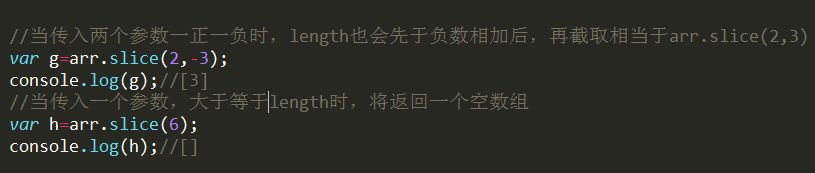 //当传入两个参数一正一负时，length也会先于负数相加后，再截取相当于arr.slice(2,3)
var g=arr.slice(2,-3);
console.log(g);//[3]
//当传入一个参数，大于等于length时，将返回一个空数组
var h=arr.slice(6);
console.log(h);//[]